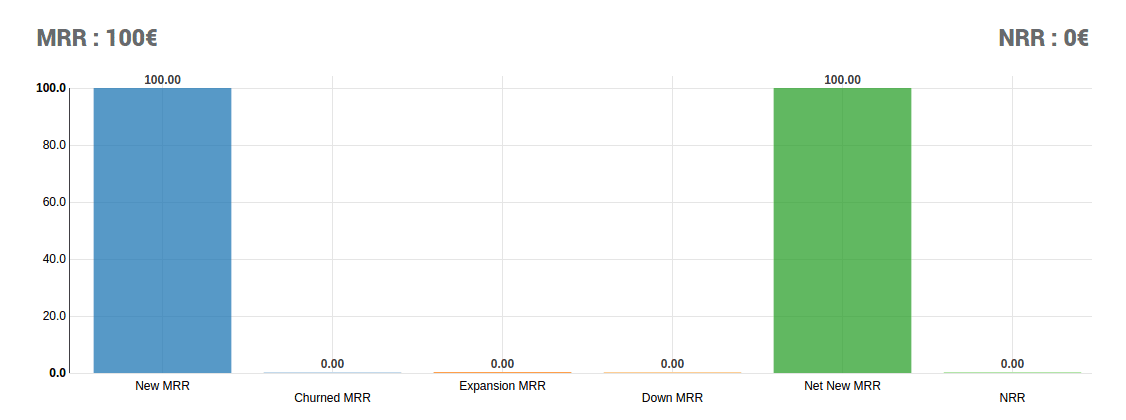 MRR : 100€
NRR : 0€
100.00
100.00
100.0
80.0
60.0
40.0
20.0
0.00
0.00
0.00
0.00
0.0
New MRR
Expansion MRR
Net New MRR
Churned MRR
Down MRR
NRR